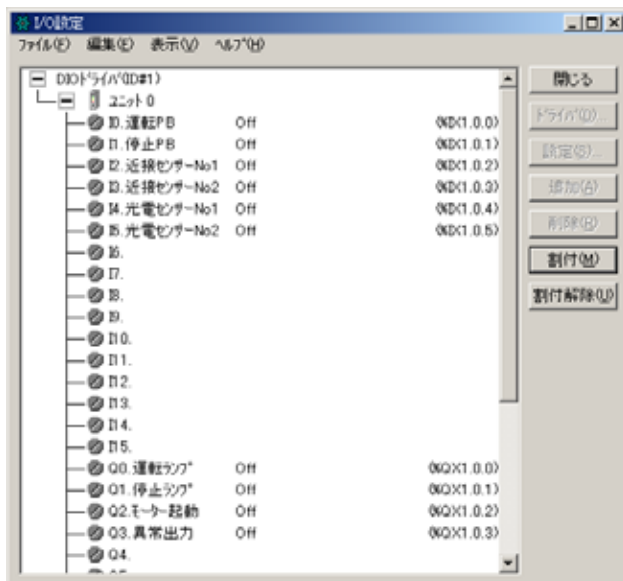 I/O設定
ファイル(F) 編集(E) 表示(V) ヘルプ(H)
DIOドライバ(ID#1)
ユニット0
I0.運転PB Off (%IX1.0.0)
I1.停止PB Off (%IX1.0.1)
I2.近接センサーNo1 Off (%IX1.0.2)
I3.近接センサーNo2 Off (%IX1.0.3)
I4.光電センサーNo1 Off (%IX1.0.4)
I5.光電センサーNo2 Off (%IX1.0.5)
I6.
I7.
I8.
I9.
I10.
I11.
I12.
I13.
I14.
I15.
Q0.運転ランプ Off (%QX1.0.0)
Q1.停止ランプ Off (%QX1.0.1)
Q2.モーター起動 Off (%QX1.0.2)
Q3.異常出力 Off (%QX1.0.3)
Q4.
閉じる
ドライバ(D)...
設定(S)...
追加(A)
削除(R)
割付(M)
割付解除(U)